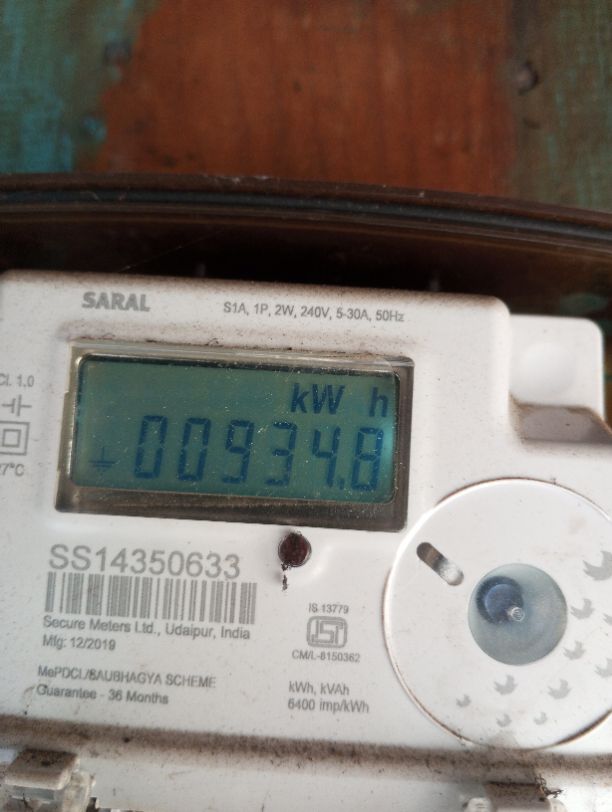 SARAL
S1A, 1P, 2W, 240V, 5-30A, 50Hz
Cl. 1.0
27°C
kW h
00934.8
SS14350633
Secure Meters Ltd., Udaipur, India
Mfg: 12/2019
MePDCL/SAUBHAGYA SCHEME
Guarantee - 36 Months
IS 13779
ISI
CM/L-8150362
kWh, kVAh
6400 imp/kWh